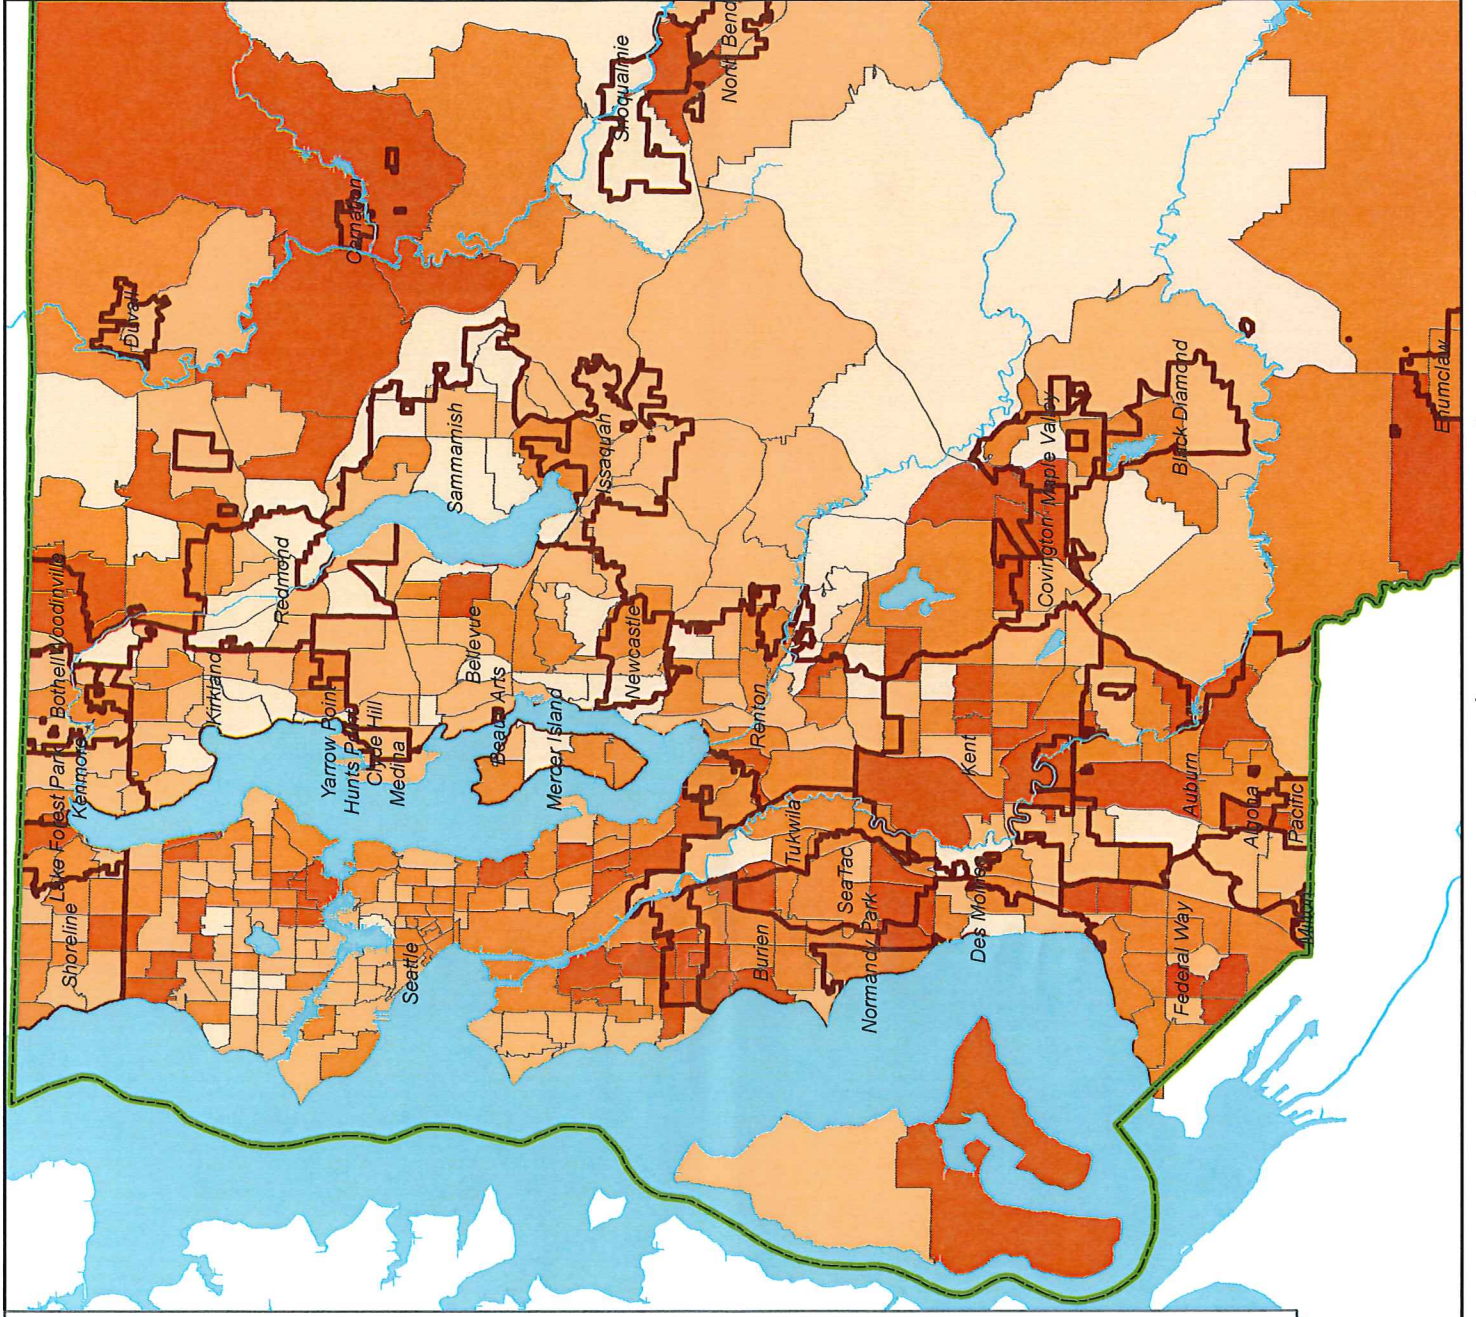 Duvall
Carnation
Snoqualmie
North Bend
Woodinville
Bothell
Redmond
Sammamish
Issaquah
Maple Valley
Covington
Black Diamond
Enumclaw
Kenmore
Lake Forest Park
Shoreline
Kirkland
Yarrow Point
Hunts Point
Clyde Hill
Medina
Bellevue
Beaux Arts
Mercer Island
Newcastle
Renton
Seattle
Tukwila
SeaTac
Burien
Normandy Park
Kent
Des Moines
Auburn
Algona
Pacific
Federal Way
Milton